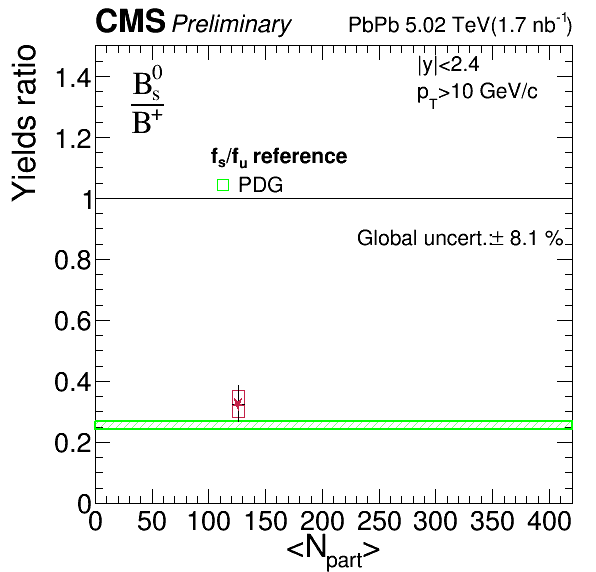 CMS Preliminary PbPb 5.02 TeV(1.7 nb⁻¹)
|y|<2.4
p_T>10 GeV/c
B_s^0
B^+
f_s/f_u reference
PDG
Global uncert.:± 8.1 %
Yields ratio
1.4
1.2
1
0.8
0.6
0.4
0.2
0
0 50 100 150 200 250 300 350 400
<N_part>